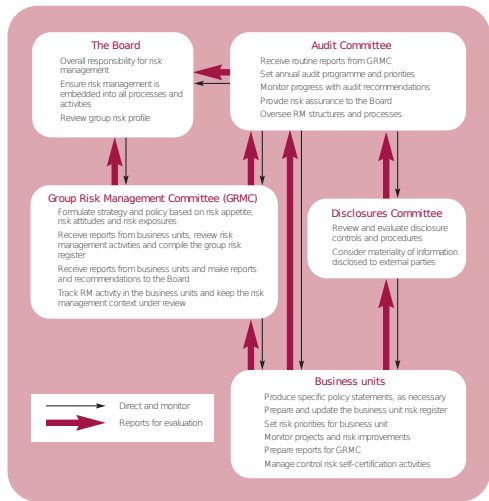 The Board
Overall responsibility for risk
management
Ensure risk management is
embedded into all processes and
activities
Review group risk profile
Audit Committee
Receive routine reports from GRMC
Set annual audit programme and priorities
Monitor progress with audit recommendations
Provide risk assurance to the Board
Oversee RM structures and processes
Group Risk Management Committee (GRMC)
Formulate strategy and policy based on risk appetite,
risk attitudes and risk exposures
Receive reports from business units, review risk
management activities and compile the group risk
register
Receive reports from business units and make reports
and recommendations to the Board
Track RM activity in the business units and keep the risk
management context under review
Disclosures Committee
Review and evaluate disclosure
controls and procedures
Consider materiality of information
disclosed to external parties
Business units
Produce specific policy statements, as necessary
Prepare and update the business unit risk register
Set risk priorities for business unit
Monitor projects and risk improvements
Prepare reports for GRMC
Manage control risk self-certification activities
Direct and monitor
Reports for evaluation